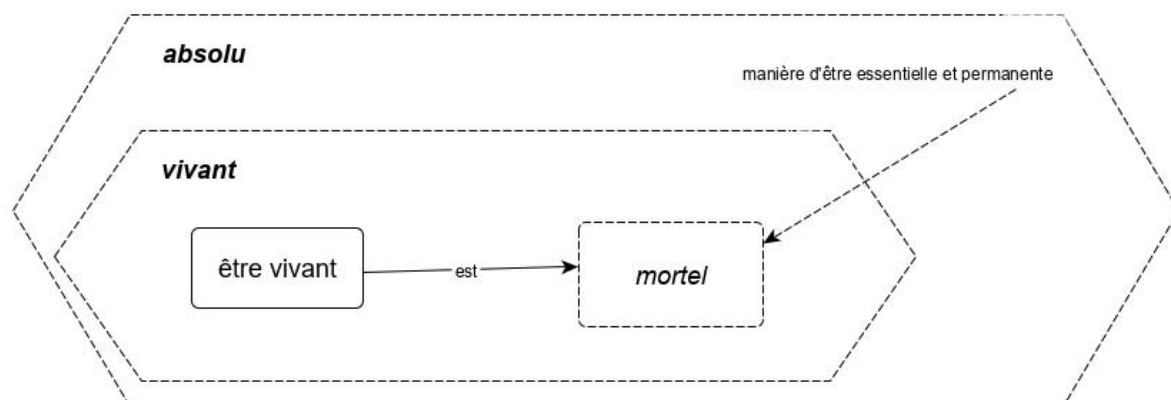 absolu
manière d'être essentielle et permanente
vivant
être vivant
est
mortel